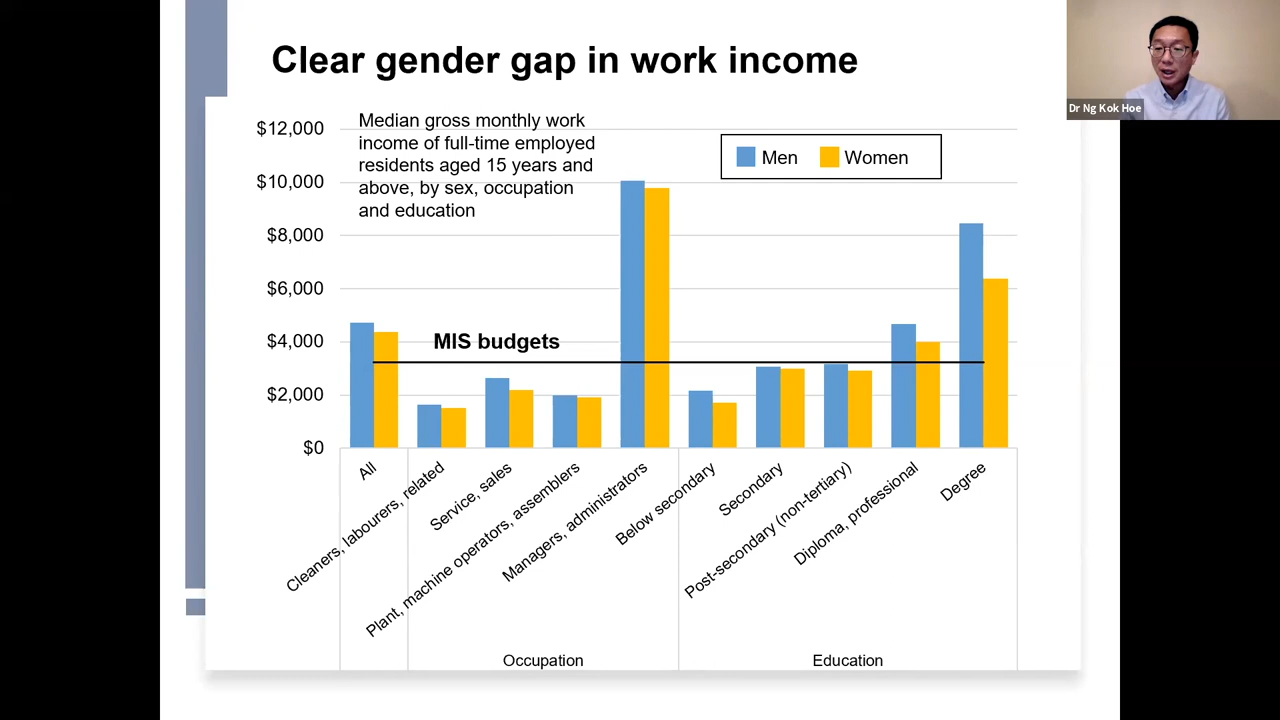 Clear gender gap in work income
Dr Ng Kok Hoe
Median gross monthly work
income of full-time employed
residents aged 15 years and
above, by sex, occupation
and education
Men Women
$12,000
$10,000
$8,000
$6,000
$4,000
$2,000
$0
MIS budgets
All
Cleaners, labourers, related
Service, sales
Plant, machine operators, assemblers
Managers, administrators
Below secondary
Secondary
Post-secondary (non-tertiary)
Diploma, professional
Degree
Occupation
Education